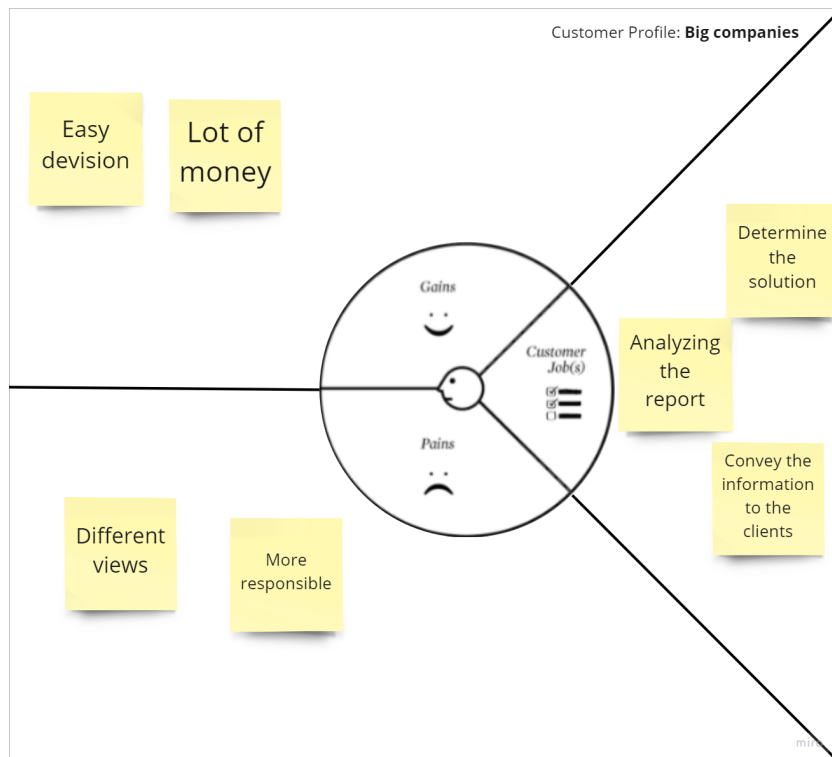 Customer Profile: Big companies
Easy
devision
Lot of
money
Gains
Customer
Job(s)
Pains
Determine
the
solution
Analyzing
the
report
Convey the
information
to the
clients
Different
views
More
responsible
miro